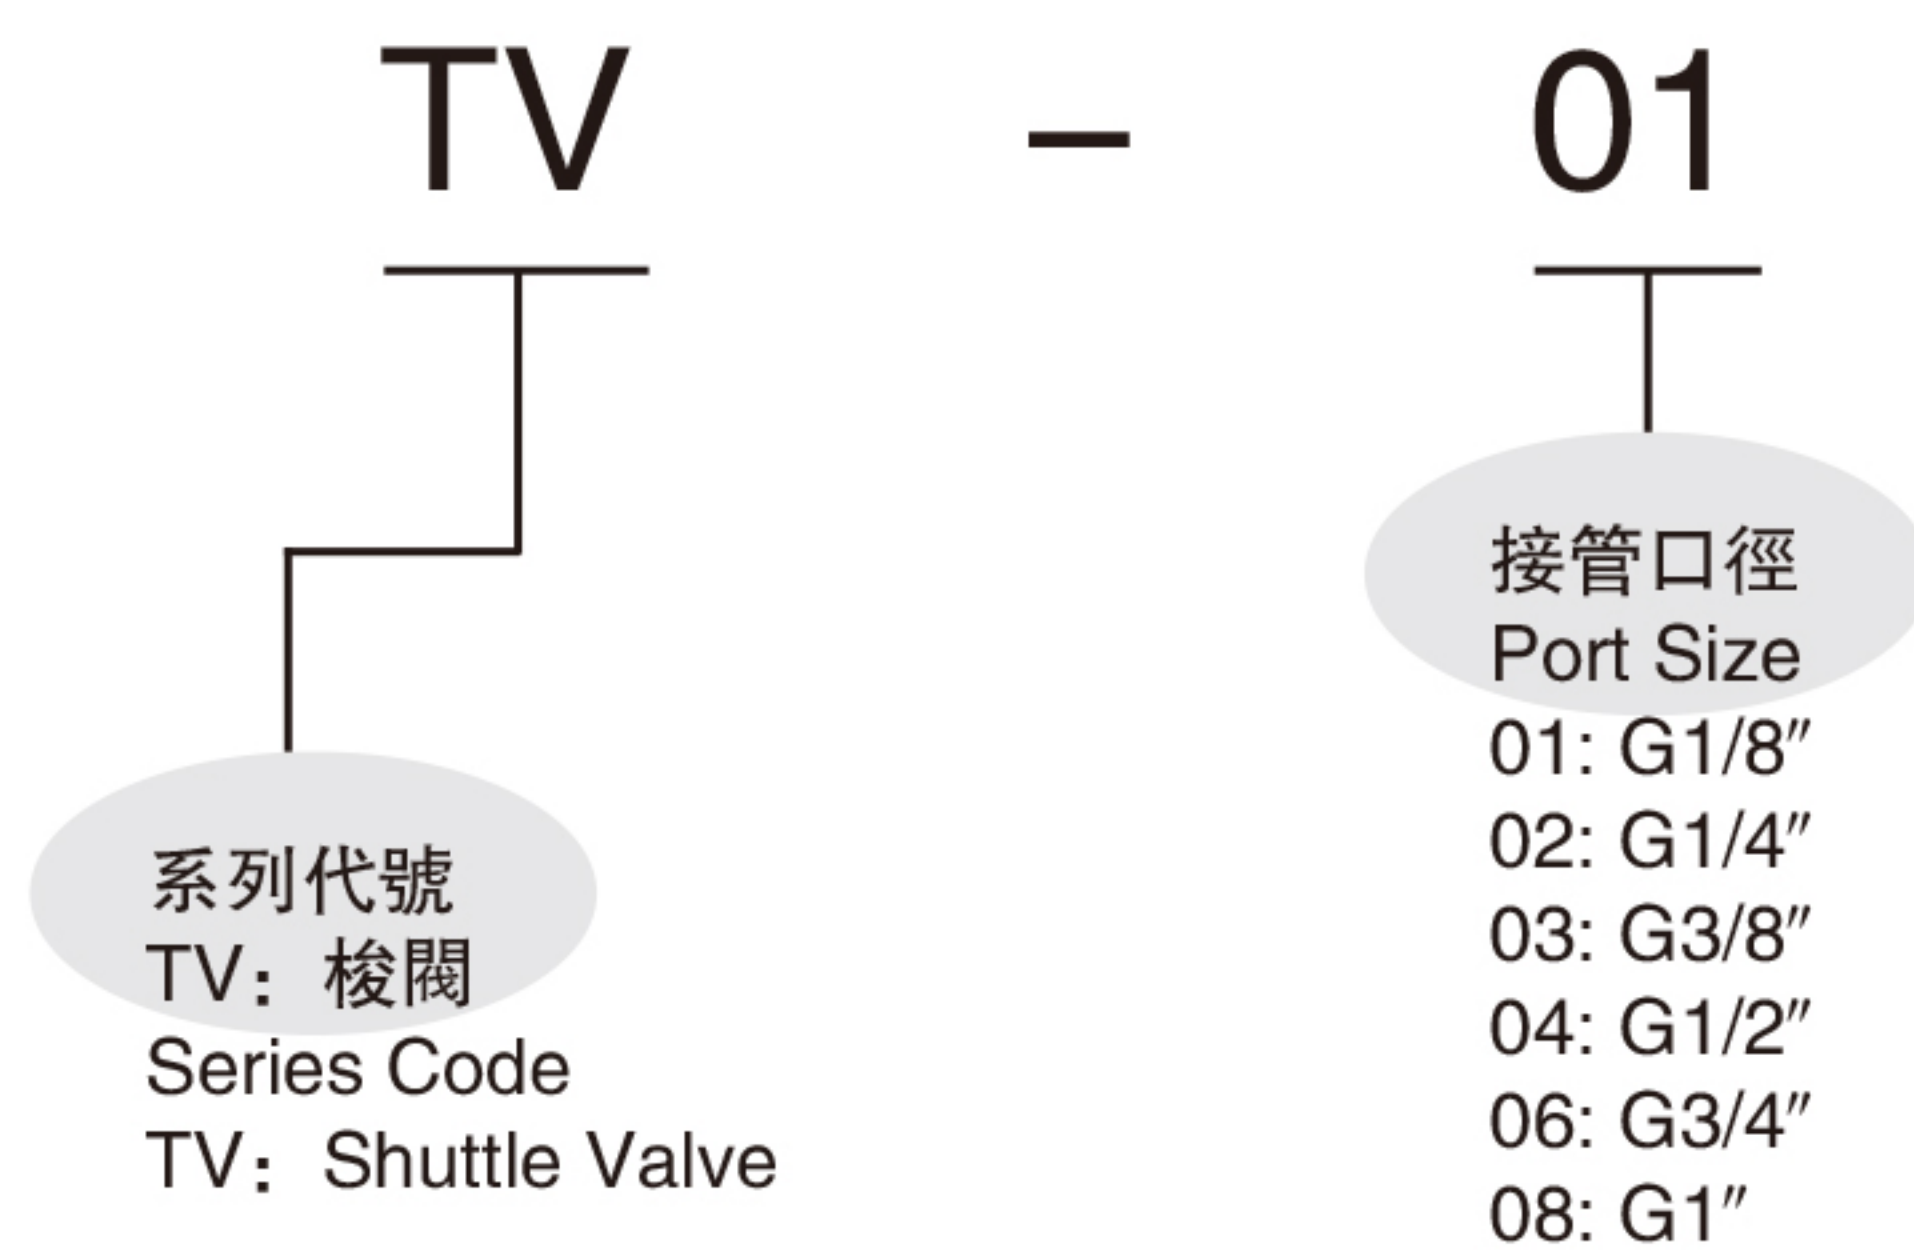 TV – 01
系列代號
TV：梭閥
Series Code
TV：Shuttle Valve
接管口徑
Port Size
01: G1/8″
02: G1/4″
03: G3/8″
04: G1/2″
06: G3/4″
08: G1″